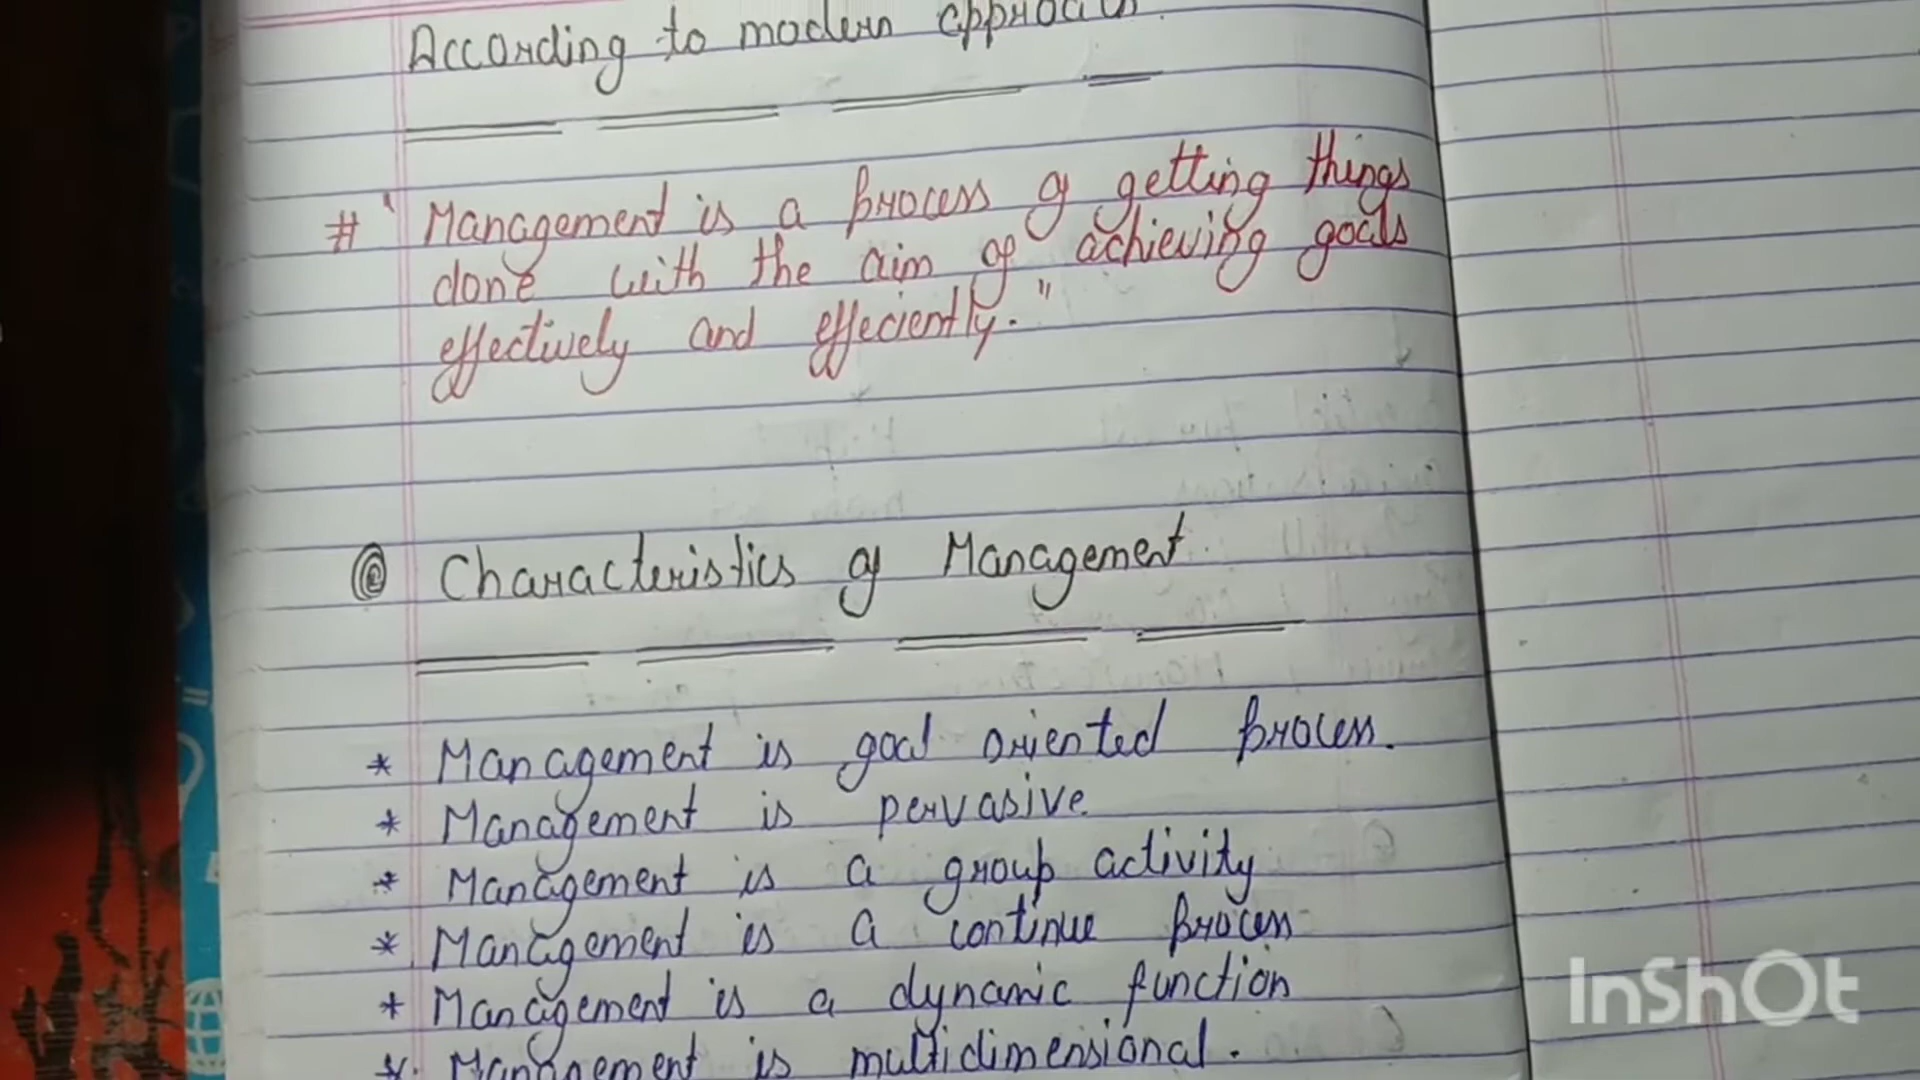 According to modern approach.
# " Management is a process of getting things
done with the aim of achieving goals
effectively and effeciently."
@ Characteristics of Management
* Management is goal oriented process.
* Management is pervasive
* Management is a group activity
* Management is a continue process
* Management is a dynamic function
* Management is multidimensional.
InShOt